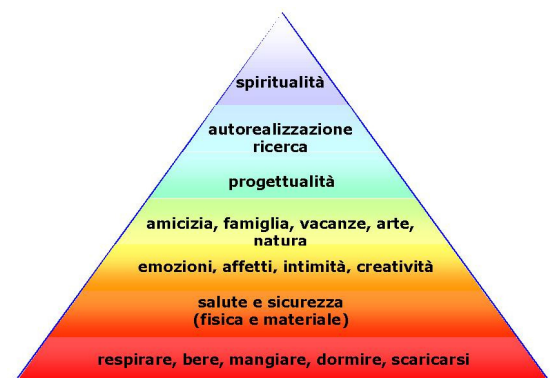 spiritualità
autorealizzazione
ricerca
progettualità
amicizia, famiglia, vacanze, arte,
natura
emozioni, affetti, intimità, creatività
salute e sicurezza
(fisica e materiale)
respirare, bere, mangiare, dormire, scaricarsi